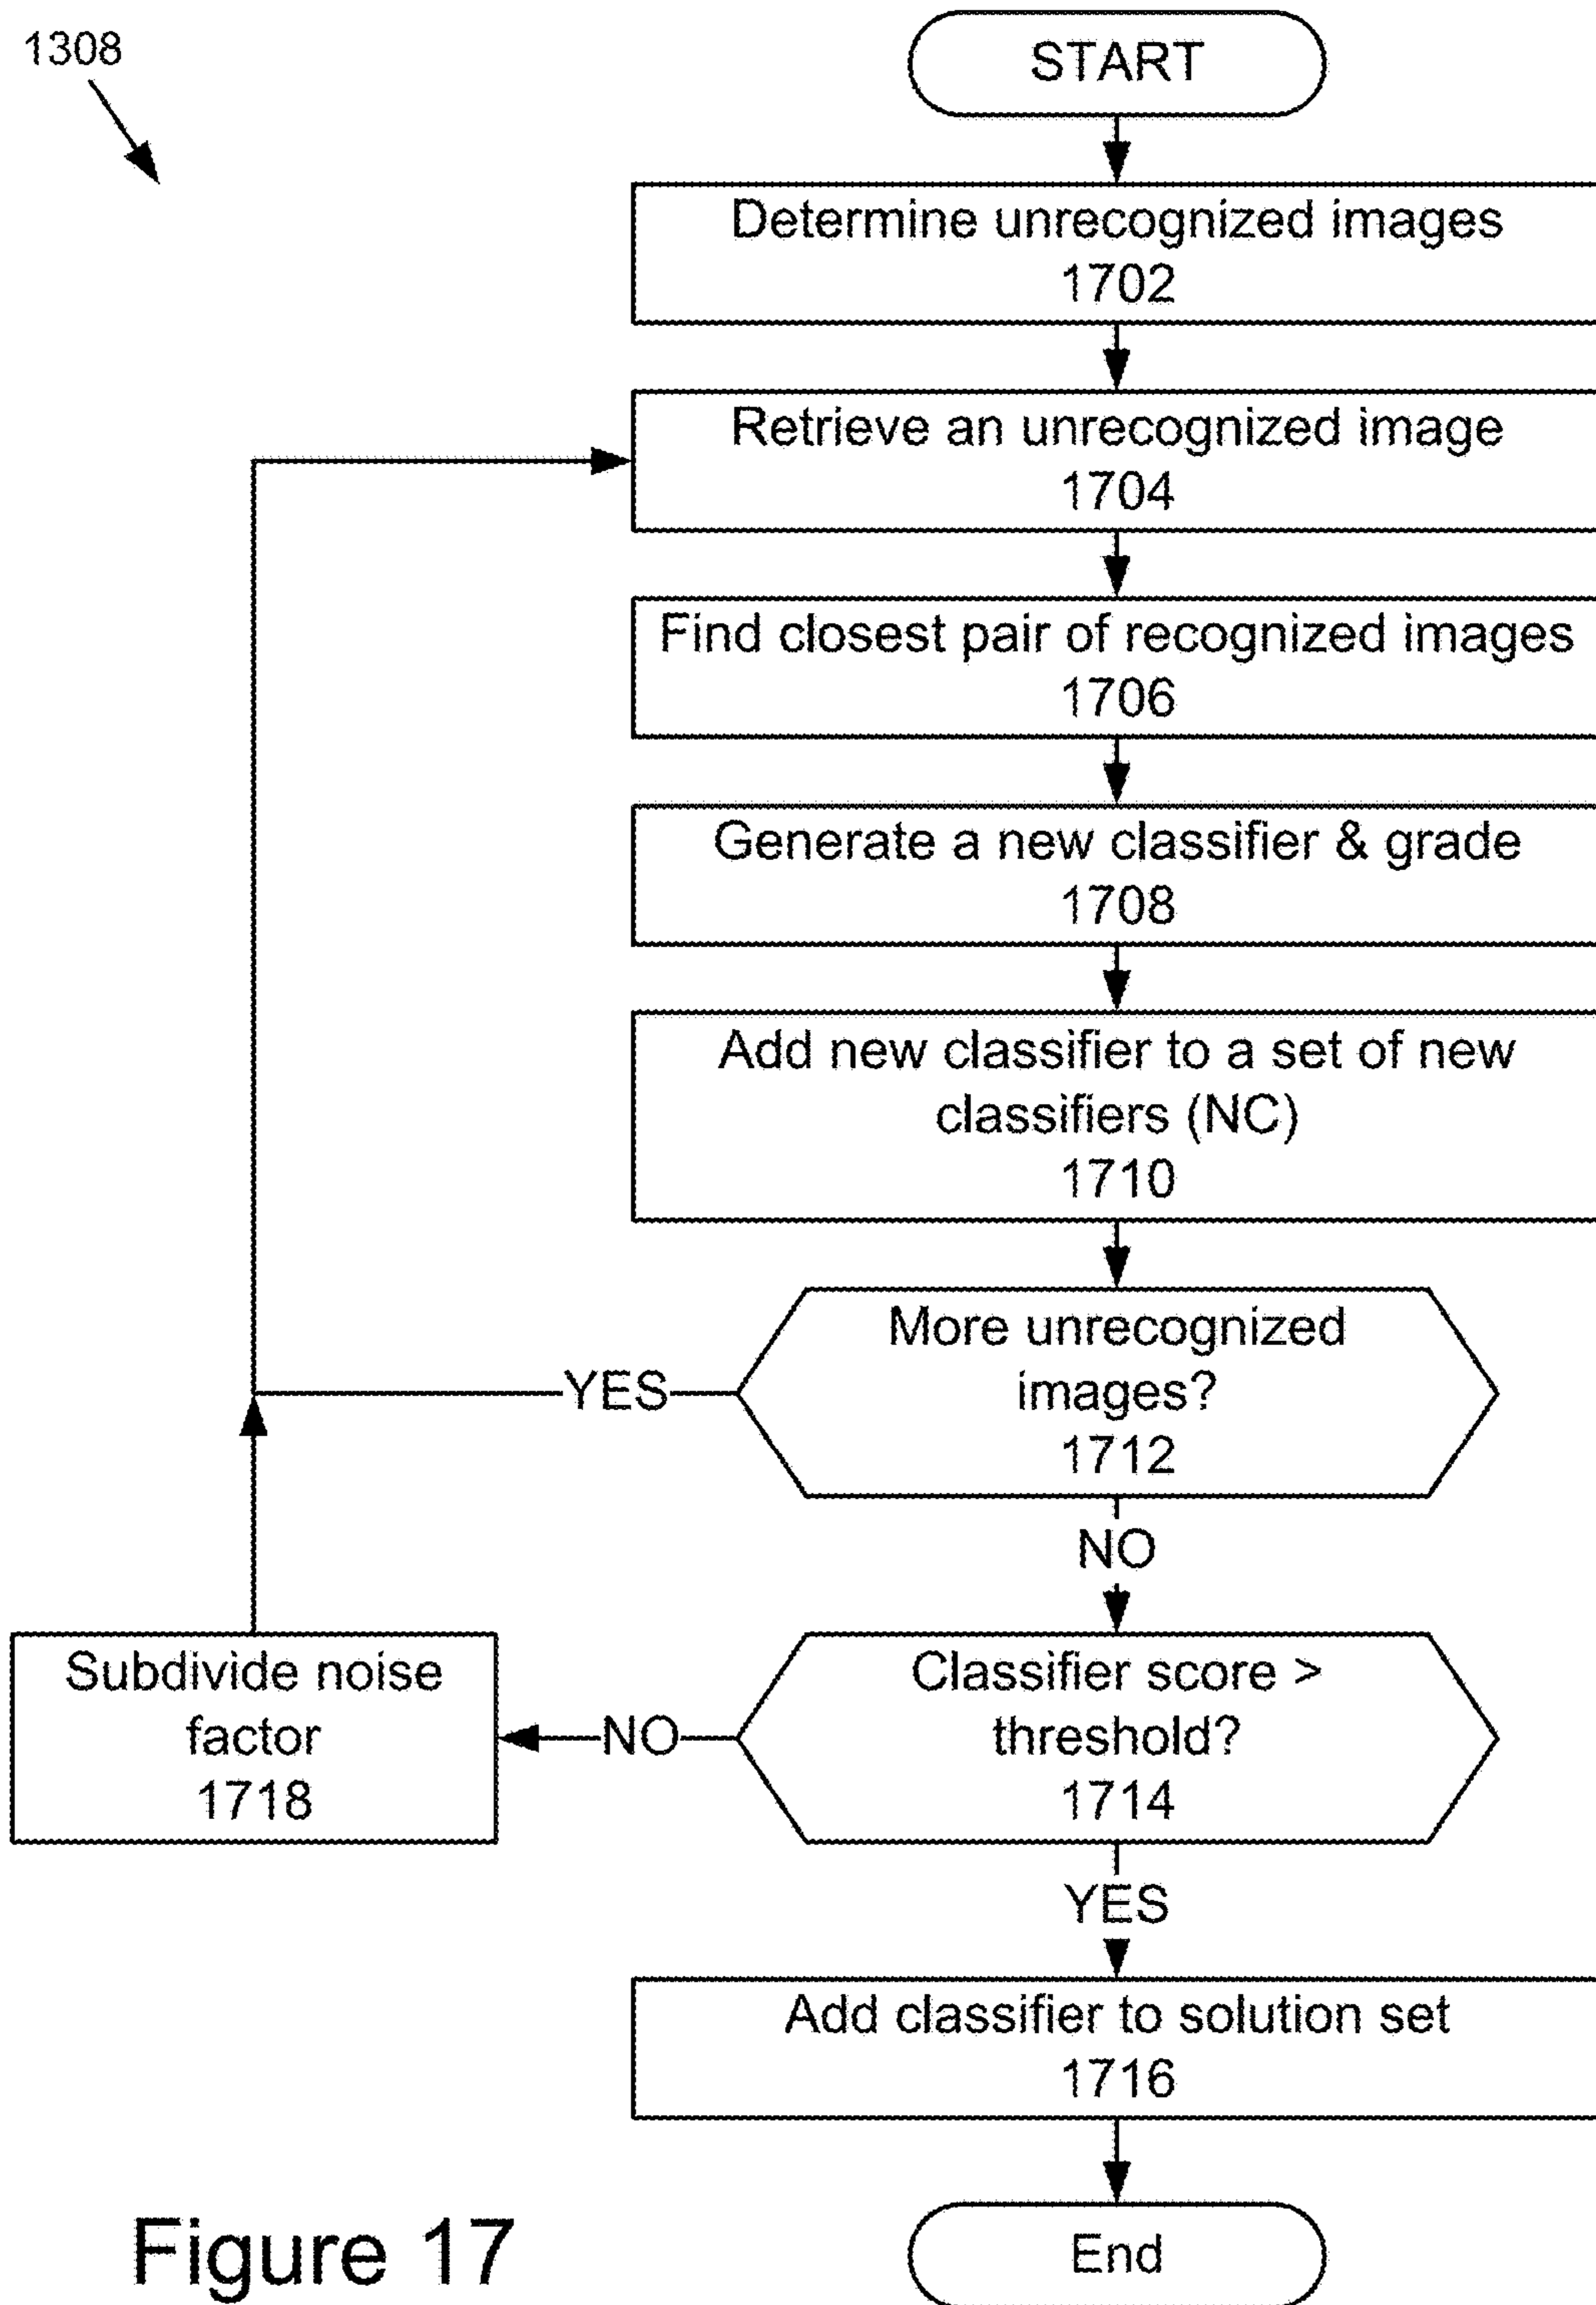 1308
START
Determine unrecognized images
1702
Retrieve an unrecognized image
1704
Find closest pair of recognized images
1706
Generate a new classifier & grade
1708
Add new classifier to a set of new
classifiers (NC)
1710
More unrecognized
images?
1712
YES
NO
Classifier score >
threshold?
1714
NO
Subdivide noise
factor
1718
YES
Add classifier to solution set
1716
End
Figure 17